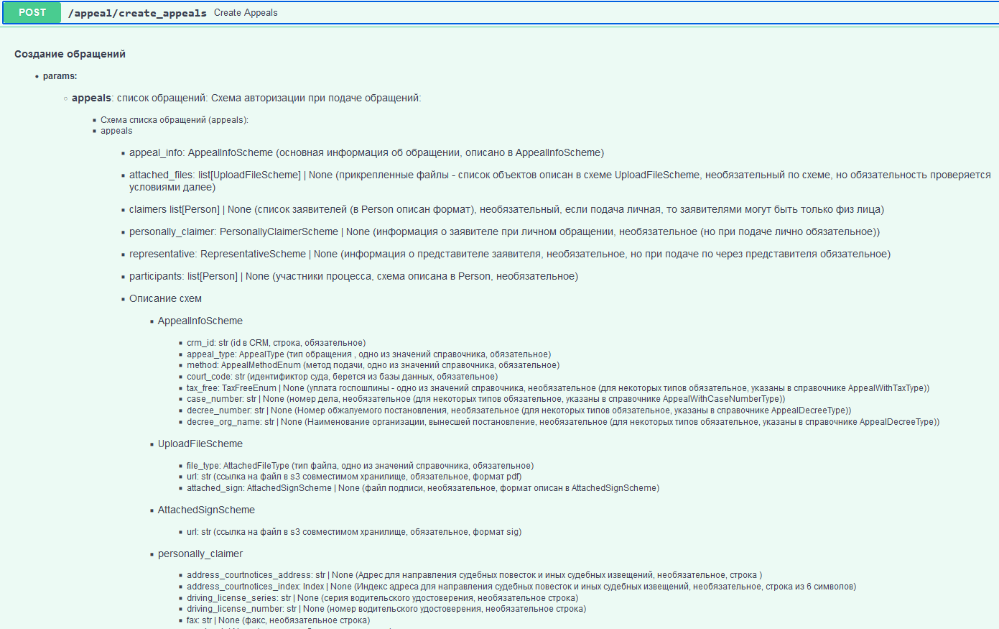 POST /appeal/create_appeals Create Appeals
Создание обращений
params:
appeals: список обращений: Схема авторизации при подаче обращений:
Схема списка обращений (appeals):
appeals
appeal_info: AppealInfoScheme (основная информация об обращении, описано в AppealInfoScheme)
attached_files: list[UploadFileScheme] | None (прикрепленные файлы - список объектов описан в схеме UploadFileScheme, необязательный по схеме, но обязательность проверяется
условиями далее)
claimers list[Person] | None (список заявителей (в Person описан формат), необязательный, если подача личная, то заявителями могут быть только физ лица)
personally_claimer: PersonallyClaimerScheme | None (информация о заявителе при личном обращении, необязательное (но при подаче лично обязательное))
representative: RepresentativeScheme | None (информация о представителе заявителя, необязательное, но при подаче по через представителя обязательное)
participants: list[Person] | None (участники процесса, схема описана в Person, необязательное)
Описание схем
AppealInfoScheme
crm_id: str (id в CRM, строка, обязательное)
appeal_type: AppealType (тип обращения , одно из значений справочника, обязательное)
method: AppealMethodEnum (метод подачи, одно из значений справочника, обязательное)
court_code: str (идентификтор суда, берется из базы данных, обязательное)
tax_free: TaxFreeEnum | None (уплата госпошлины - одно из значений справочника, необязательное (для некоторых типов обязательное, указаны в справочнике AppealWithTaxType))
case_number: str | None (номер дела, необязательное (для некоторых типов обязательное, указаны в справочнике AppealWithCaseNumberType))
decree_number: str | None (Номер обжалуемого постановления, необязательное (для некоторых типов обязательное, указаны в справочнике AppealDecreeType))
decree_org_name: str | None (Наименование организации, вынесшей постановление, необязательное (для некоторых типов обязательное, указаны в справочнике AppealDecreeType))
UploadFileScheme
file_type: AttachedFileType (тип файла, одно из значений справочника, обязательное)
url: str (ссылка на файл в s3 совместимом хранилище, обязательное, формат pdf)
attached_sign: AttachedSignScheme | None (файл подписи, необязательное, формат описан в AttachedSignScheme)
AttachedSignScheme
url: str (ссылка на файл в s3 совместимом хранилище, обязательное, формат sig)
personally_claimer
address_courtnotices_address: str | None (Адрес для направления судебных повесток и иных судебных извещений, необязательное, строка )
address_courtnotices_index: Index | None (Индекс адреса для направления судебных повесток и иных судебных извещений, необязательное, строка из 6 символов)
driving_license_series: str | None (серия водительского удостоверения, необязательное строка)
driving_license_number: str | None (номер водительского удостоверения, необязательное строка)
fax: str | None (факс, необязательное строка)